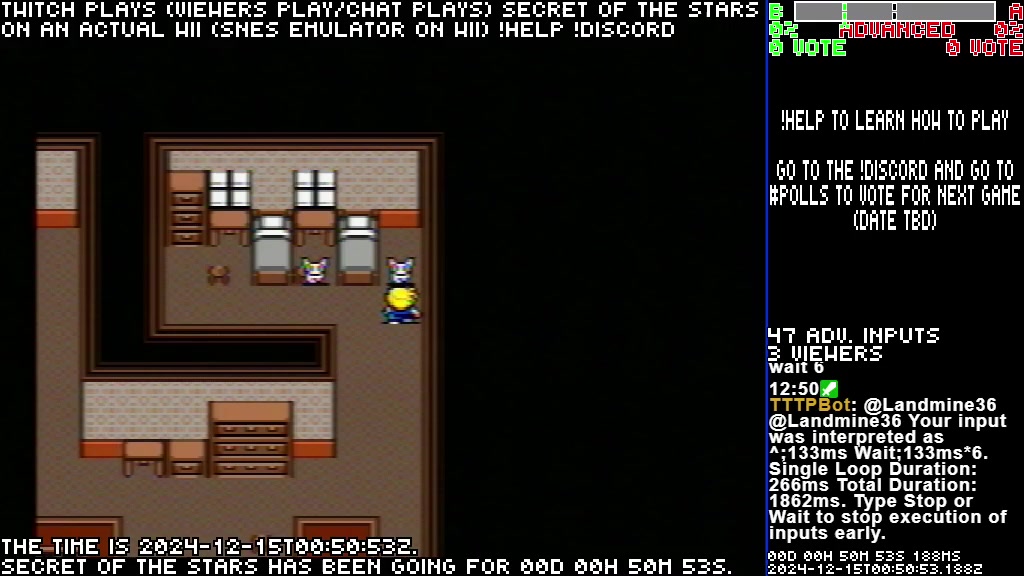 TWITCH PLAYS (VIEWERS PLAY/CHAT PLAYS) SECRET OF THE STARS
ON AN ACTUAL WII (SNES EMULATOR ON WII) !HELP !DISCORD
B A
0% ADVANCED 0%
0 VOTE 0 VOTE
!HELP TO LEARN HOW TO PLAY
GO TO THE !DISCORD AND GO TO
#POLLS TO VOTE FOR NEXT GAME
(DATE TBD)
47 ADV. INPUTS
3 VIEWERS
wait 6
12:50
TTTPBot: @Landmine36
@Landmine36 Your input
was interpreted as
^;133ms Wait;133ms*6.
Single Loop Duration:
266ms Total Duration:
1862ms. Type Stop or
Wait to stop execution of
inputs early.
00D 00H 50M 53S 188MS
2024-12-15T00:50:53.188Z
THE TIME IS 2024-12-15T00:50:53Z.
SECRET OF THE STARS HAS BEEN GOING FOR 00D 00H 50M 53S.